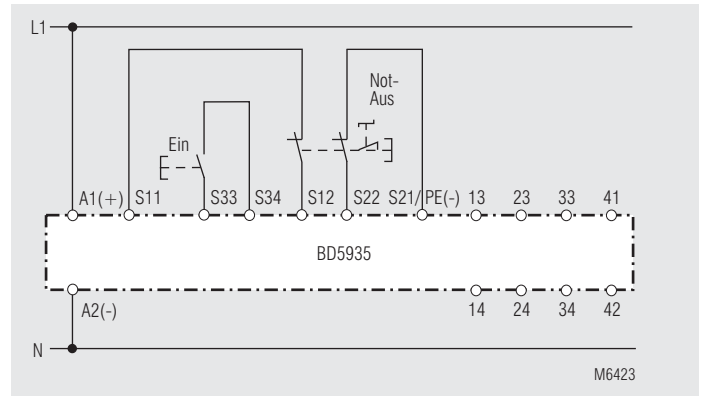 L1
Not-
Aus
Ein
A1(+) S11 S33 S34 S12 S22 S21/ PE(-) 13 23 33 41
BD5935
A2(-) 14 24 34 42
N
M6423